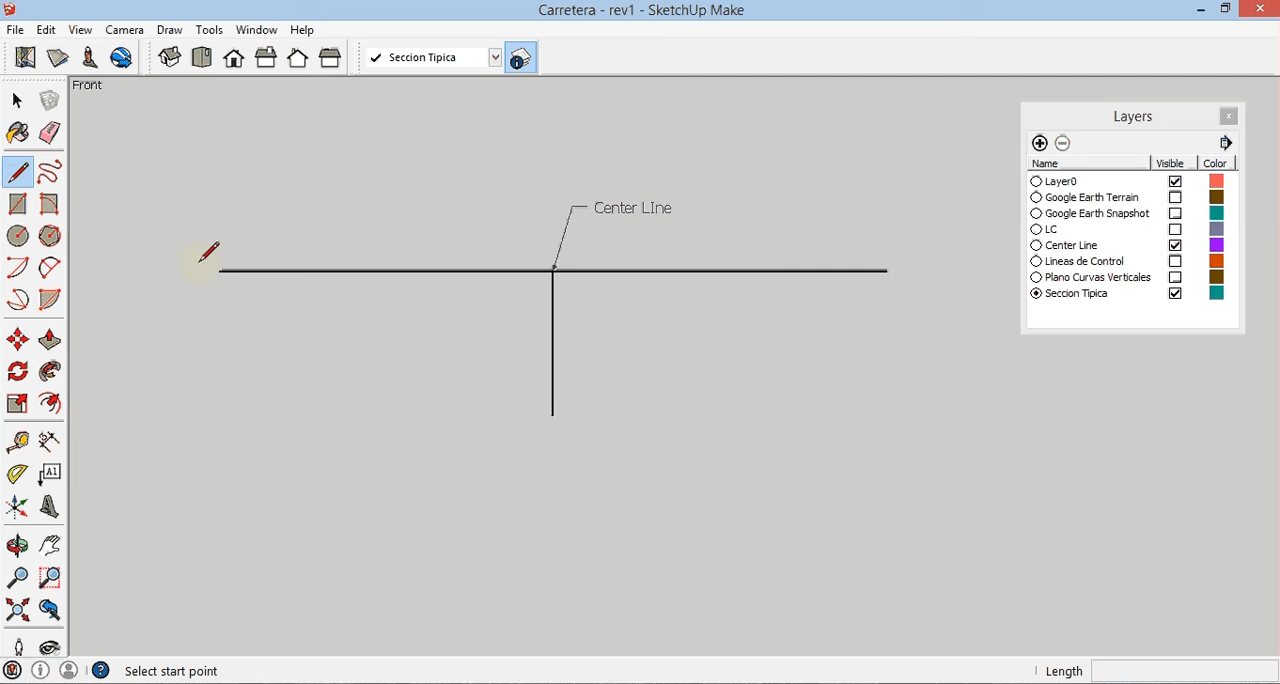 Carretera - rev1 - SketchUp Make
File Edit View Camera Draw Tools Window Help
Seccion Tipica
Front
Center LIne
A1
Layers
Name Visible Color
Layer0
Google Earth Terrain
Google Earth Snapshot
LC
Center Line
Lineas de Control
Plano Curvas Verticales
Seccion Tipica
Select start point
Length